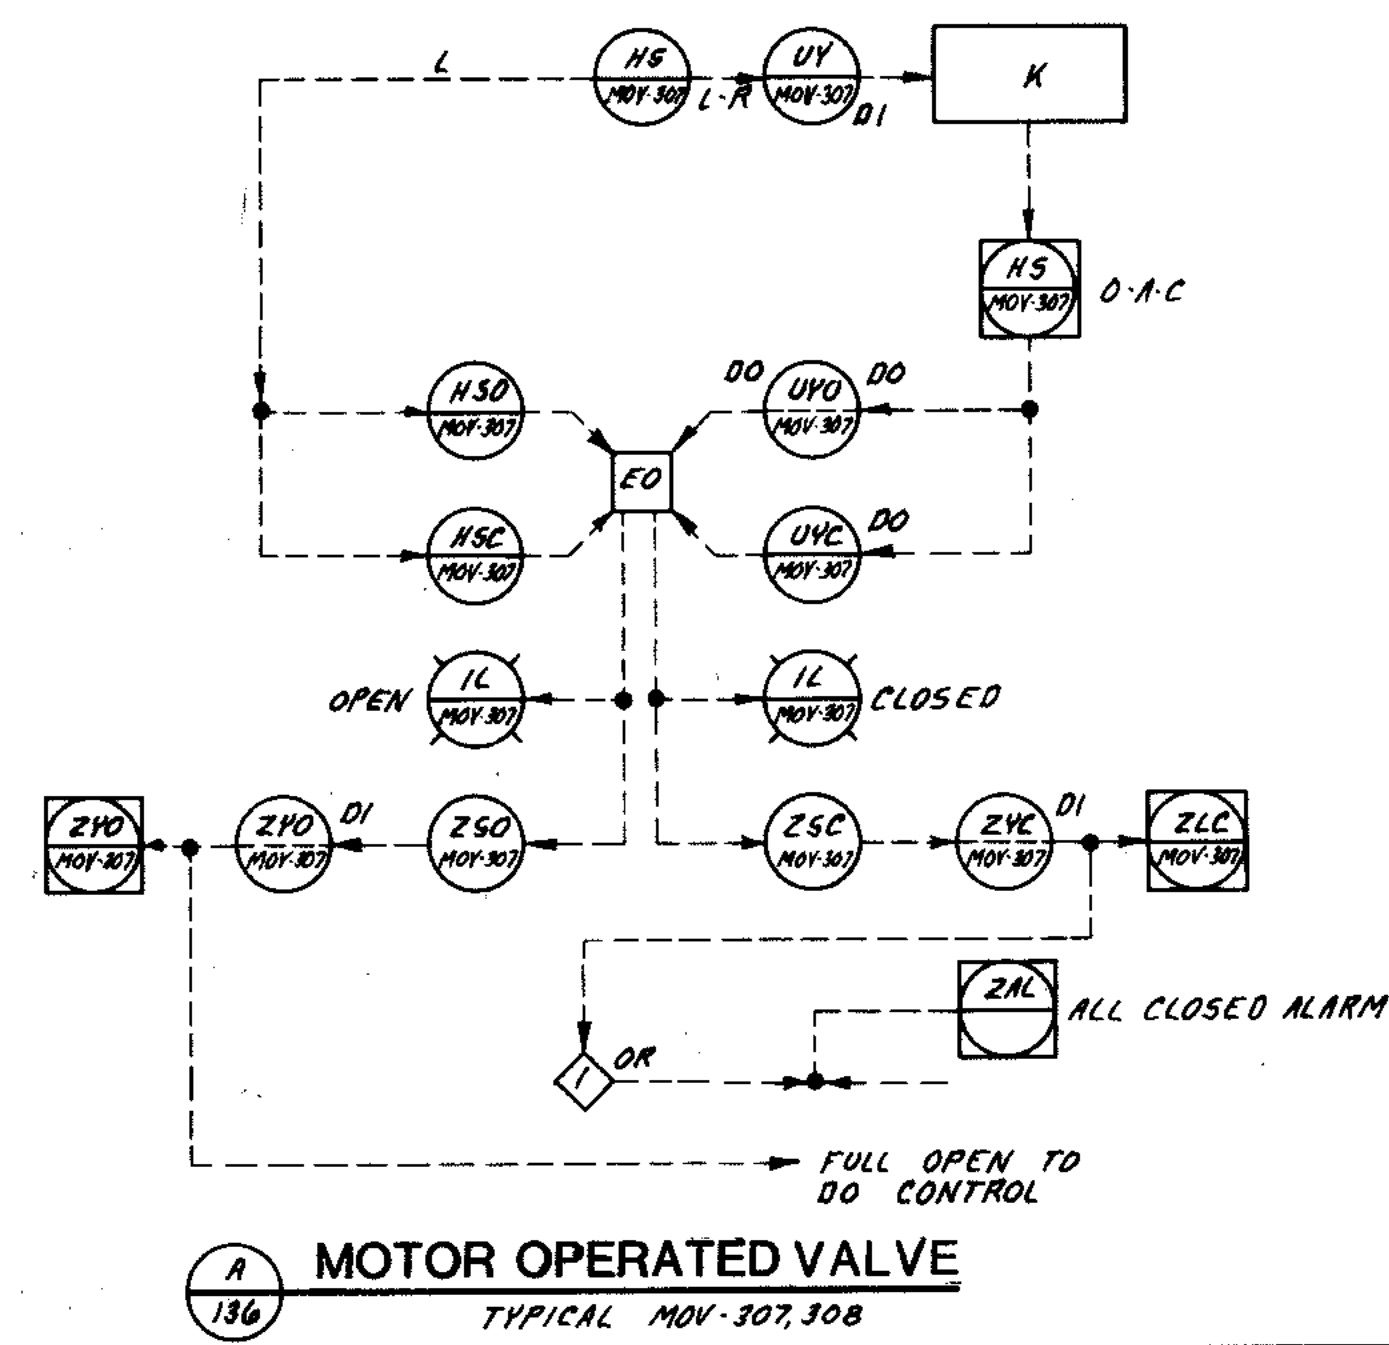 L
HS
MOV-307
L-R
UY
MOV-307
DI
K
HS
MOV-307
O-A-C
HSO
MOV-307
DO
UYO
MOV-307
DO
EO
HSC
MOV-307
UYC
MOV-307
DO
OPEN
IL
MOV-307
IL
MOV-307
CLOSED
ZYO
MOV-307
ZYO
MOV-307
DI
ZSO
MOV-307
ZSC
MOV-307
ZYC
MOV-307
DI
ZLC
MOV-307
ZAL
ALL CLOSED ALARM
I
OR
FULL OPEN TO
DO CONTROL
A
136
MOTOR OPERATED VALVE
TYPICAL MOV-307, 308